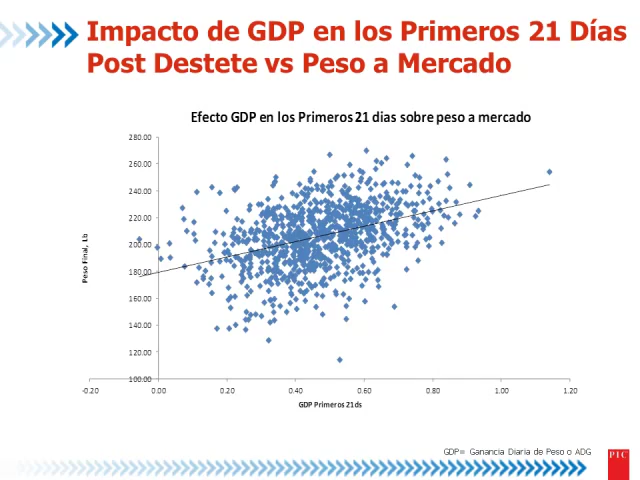 Impacto de GDP en los Primeros 21 Días
Post Destete vs Peso a Mercado
Efecto GDP en los Primeros 21 dias sobre peso a mercado
280.00
260.00
240.00
220.00
200.00
180.00
160.00
140.00
120.00
100.00
Peso Final, Lb
-0.20 0.00 0.20 0.40 0.60 0.80 1.00 1.20
GDP Primeros 21ds
GDP= Ganancia Diaria de Peso o ADG
PIC